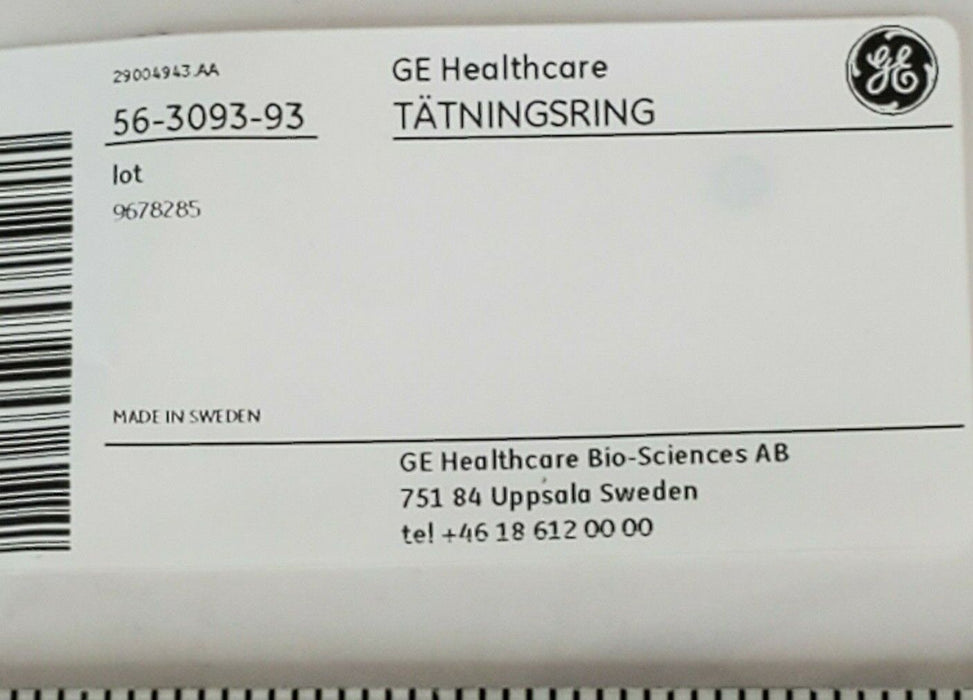 29004943.AA
56-3093-93
GE Healthcare
TÄTNINGSRING
GE
lot
9678285
MADE IN SWEDEN
GE Healthcare Bio-Sciences AB
751 84 Uppsala Sweden
tel +46 18 612 00 00